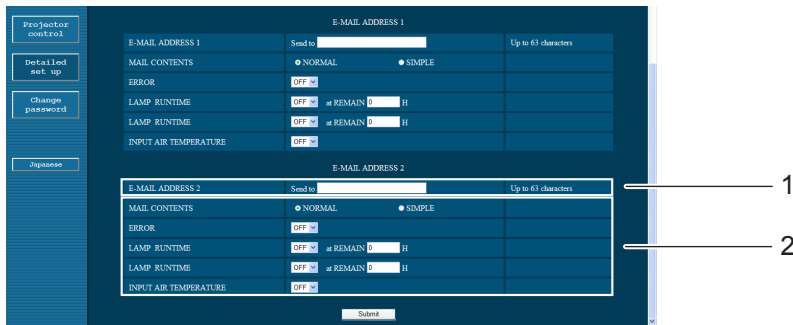 Projector
control
Detailed
set up
Change
password
Japanese
E-MAIL ADDRESS 1
E-MAIL ADDRESS 1 Send to Up to 63 characters
MAIL CONTENTS NORMAL SIMPLE
ERROR OFF
LAMP RUNTIME OFF at REMAIN 0 H
LAMP RUNTIME OFF at REMAIN 0 H
INPUT AIR TEMPERATURE OFF
E-MAIL ADDRESS 2
E-MAIL ADDRESS 2 Send to Up to 63 characters 1
MAIL CONTENTS NORMAL SIMPLE
ERROR OFF
LAMP RUNTIME OFF at REMAIN 0 H 2
LAMP RUNTIME OFF at REMAIN 0 H
INPUT AIR TEMPERATURE OFF
Submit